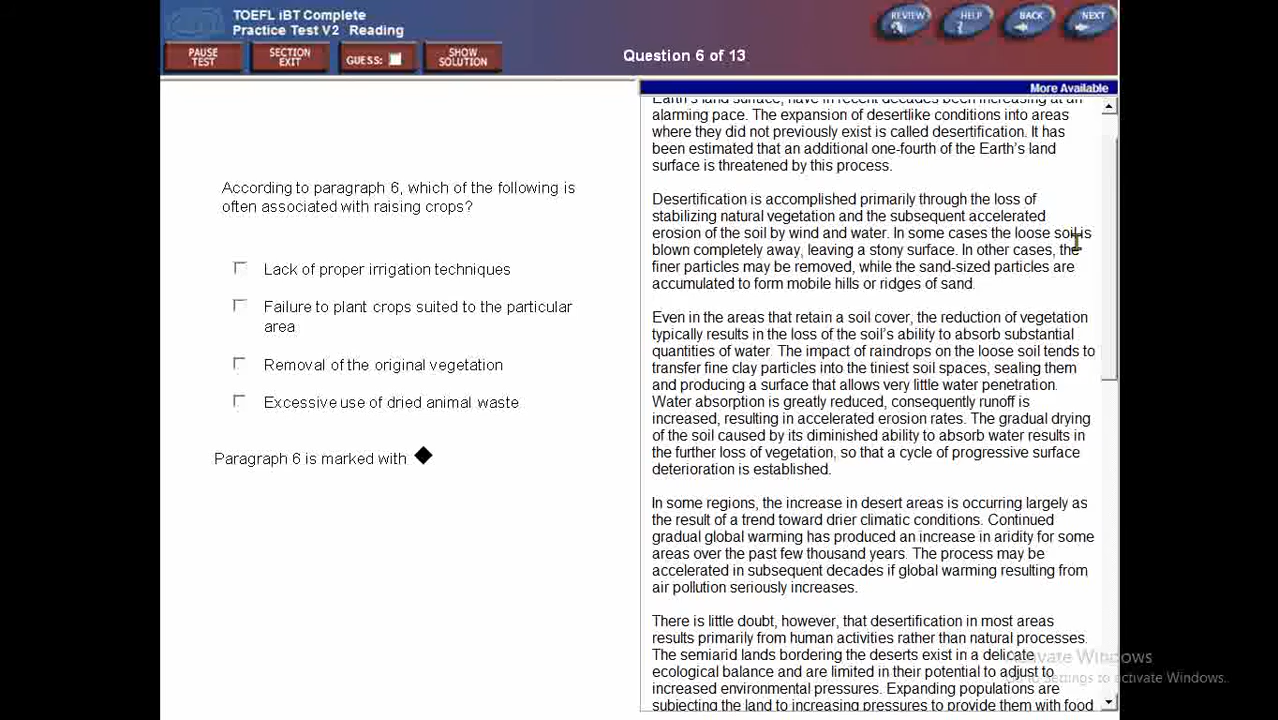 TOEFL iBT Complete
Practice Test V2 Reading
REVIEW
HELP
BACK
NEXT
PAUSE
TEST
SECTION
EXIT
GUESS:
SHOW
SOLUTION
Question 6 of 13
More Available
According to paragraph 6, which of the following is
often associated with raising crops?
Lack of proper irrigation techniques
Failure to plant crops suited to the particular
area
Removal of the original vegetation
Excessive use of dried animal waste
Paragraph 6 is marked with
Earth's land surface, have in recent decades been increasing at an
alarming pace. The expansion of desertlike conditions into areas
where they did not previously exist is called desertification. It has
been estimated that an additional one-fourth of the Earth's land
surface is threatened by this process.
Desertification is accomplished primarily through the loss of
stabilizing natural vegetation and the subsequent accelerated
erosion of the soil by wind and water. In some cases the loose soil is
blown completely away, leaving a stony surface. In other cases, the
finer particles may be removed, while the sand-sized particles are
accumulated to form mobile hills or ridges of sand.
Even in the areas that retain a soil cover, the reduction of vegetation
typically results in the loss of the soil's ability to absorb substantial
quantities of water. The impact of raindrops on the loose soil tends to
transfer fine clay particles into the tiniest soil spaces, sealing them
and producing a surface that allows very little water penetration.
Water absorption is greatly reduced, consequently runoff is
increased, resulting in accelerated erosion rates. The gradual drying
of the soil caused by its diminished ability to absorb water results in
the further loss of vegetation, so that a cycle of progressive surface
deterioration is established.
In some regions, the increase in desert areas is occurring largely as
the result of a trend toward drier climatic conditions. Continued
gradual global warming has produced an increase in aridity for some
areas over the past few thousand years. The process may be
accelerated in subsequent decades if global warming resulting from
air pollution seriously increases.
There is little doubt, however, that desertification in most areas
results primarily from human activities rather than natural processes.
The semiarid lands bordering the deserts exist in a delicate
ecological balance and are limited in their potential to adjust to
increased environmental pressures. Expanding populations are
subjecting the land to increasing pressures to provide them with food
Activate Windows
Go to Settings to activate Windows.